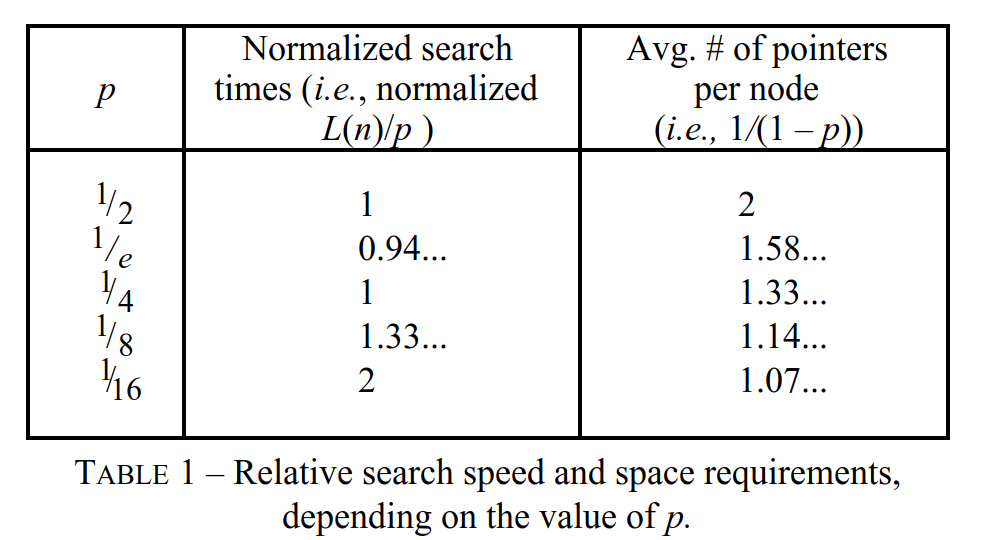 p	Normalized search times (i.e., normalized L(n)/p )	Avg. # of pointers per node (i.e., 1/(1 – p))
1/2	1	2
1/e	0.94...	1.58...
1/4	1	1.33...
1/8	1.33...	1.14...
1/16	2	1.07...
TABLE 1 – Relative search speed and space requirements,
depending on the value of p.